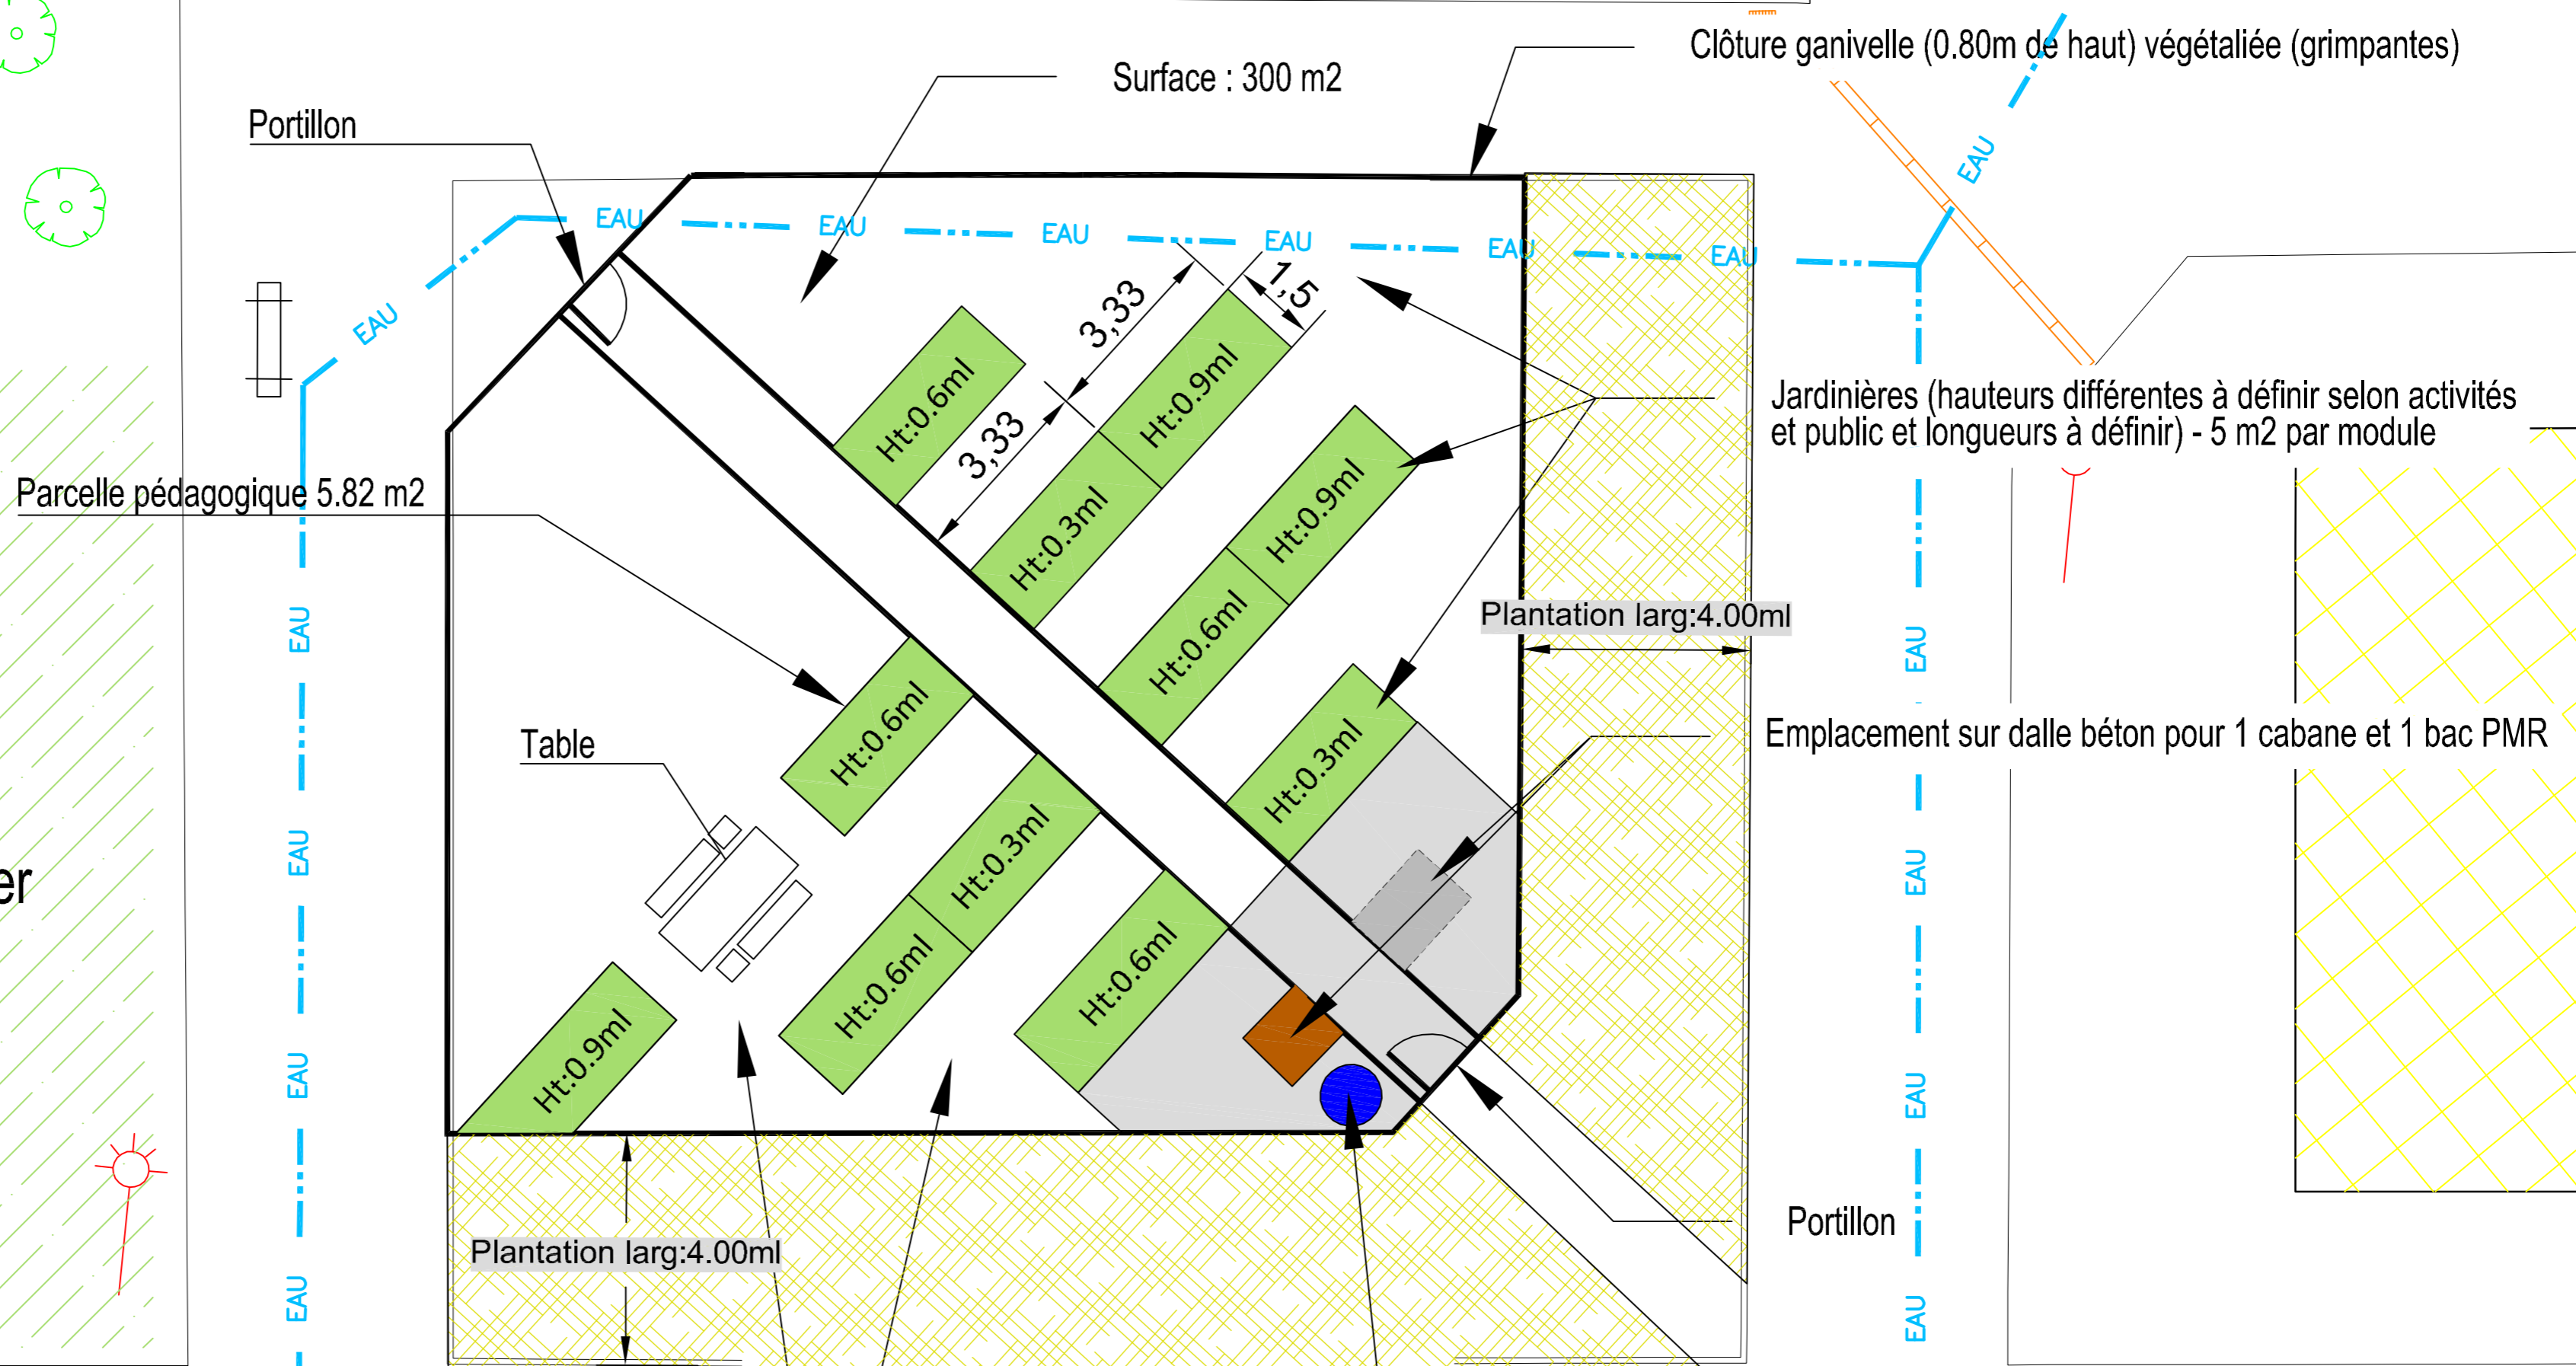 Clôture ganivelle (0.80m de haut) végétaliée (grimpantes)
Surface : 300 m2
Portillon
EAU
EAU
EAU
EAU
EAU
EAU
EAU
EAU
3,33
1,5
3,33
Ht:0.6ml
Ht:0.9ml
Ht:0.3ml
Jardinières (hauteurs différentes à définir selon activités
et public et longueurs à définir) - 5 m2 par module
Parcelle pédagogique 5.82 m2
Ht:0.9ml
Ht:0.6ml
Plantation larg:4.00ml
EAU
EAU
Ht:0.6ml
Table
Emplacement sur dalle béton pour 1 cabane et 1 bac PMR
Ht:0.3ml
Ht:0.3ml
EAU
EAU
er
Ht:0.6ml
Ht:0.6ml
Ht:0.9ml
EAU
EAU
Portillon
Plantation larg:4.00ml
EAU
EAU